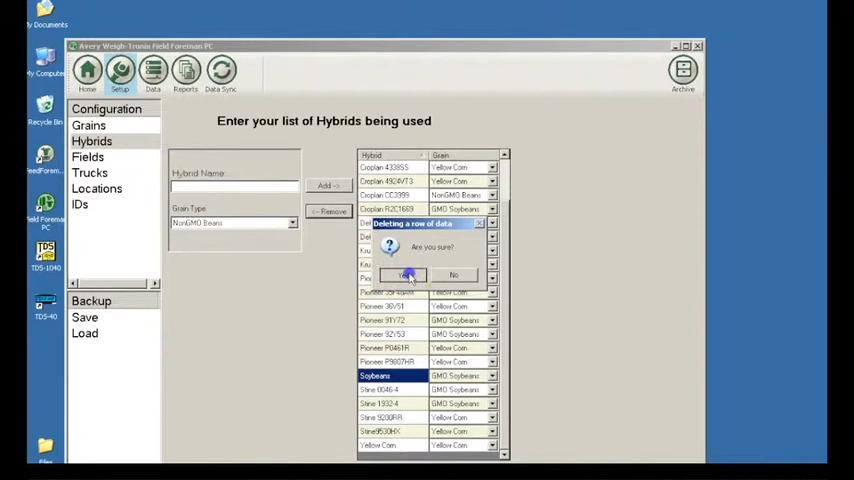 My Documents
My Computer
Recycle Bin
FeedForem...
Field Foreman PC
TDS-1040
TDS-40
Files
Avery Weigh-Tronix Field Foreman PC
Home
Setup
Data
Reports
Data Sync
Archive
Configuration
Grains
Hybrids
Fields
Trucks
Locations
IDs
Backup
Save
Load
Enter your list of Hybrids being used
Hybrid Name:
Grain Type
NonGMO Beans
Add ->
<- Remove
Hybrid Grain
Croplan 4338SS Yellow Corn
Croplan 4924VT3 Yellow Corn
Croplan CC3999 NonGMO Beans
Croplan R2C1669 GMO Soybeans
Deleting a row of data
Are you sure?
Yes
No
Yellow Corn
Pioneer 36V51 Yellow Corn
Pioneer 91Y72 GMO Soybeans
Pioneer 92Y53 GMO Soybeans
Pioneer P0461R Yellow Corn
Pioneer P9807HR Yellow Corn
Soybeans GMO Soybeans
Stine 0046-4 GMO Soybeans
Stine 1932-4 GMO Soybeans
Stine 9200RR Yellow Corn
Stine9530HX Yellow Corn
Yellow Corn Yellow Corn